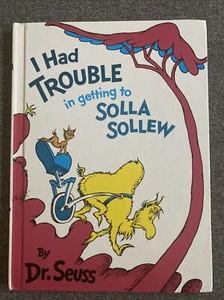 I Had
TROUBLE
in getting to
SOLLA
SOLLEW
By
Dr. Seuss